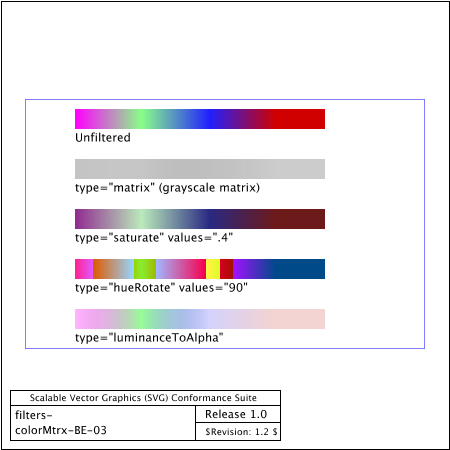 Unfiltered
type="matrix" (grayscale matrix)
type="saturate" values=".4"
type="hueRotate" values="90"
type="luminanceToAlpha"
Scalable Vector Graphics (SVG) Conformance Suite
filters-
colorMtrx-BE-03
Release 1.0
$Revision: 1.2 $